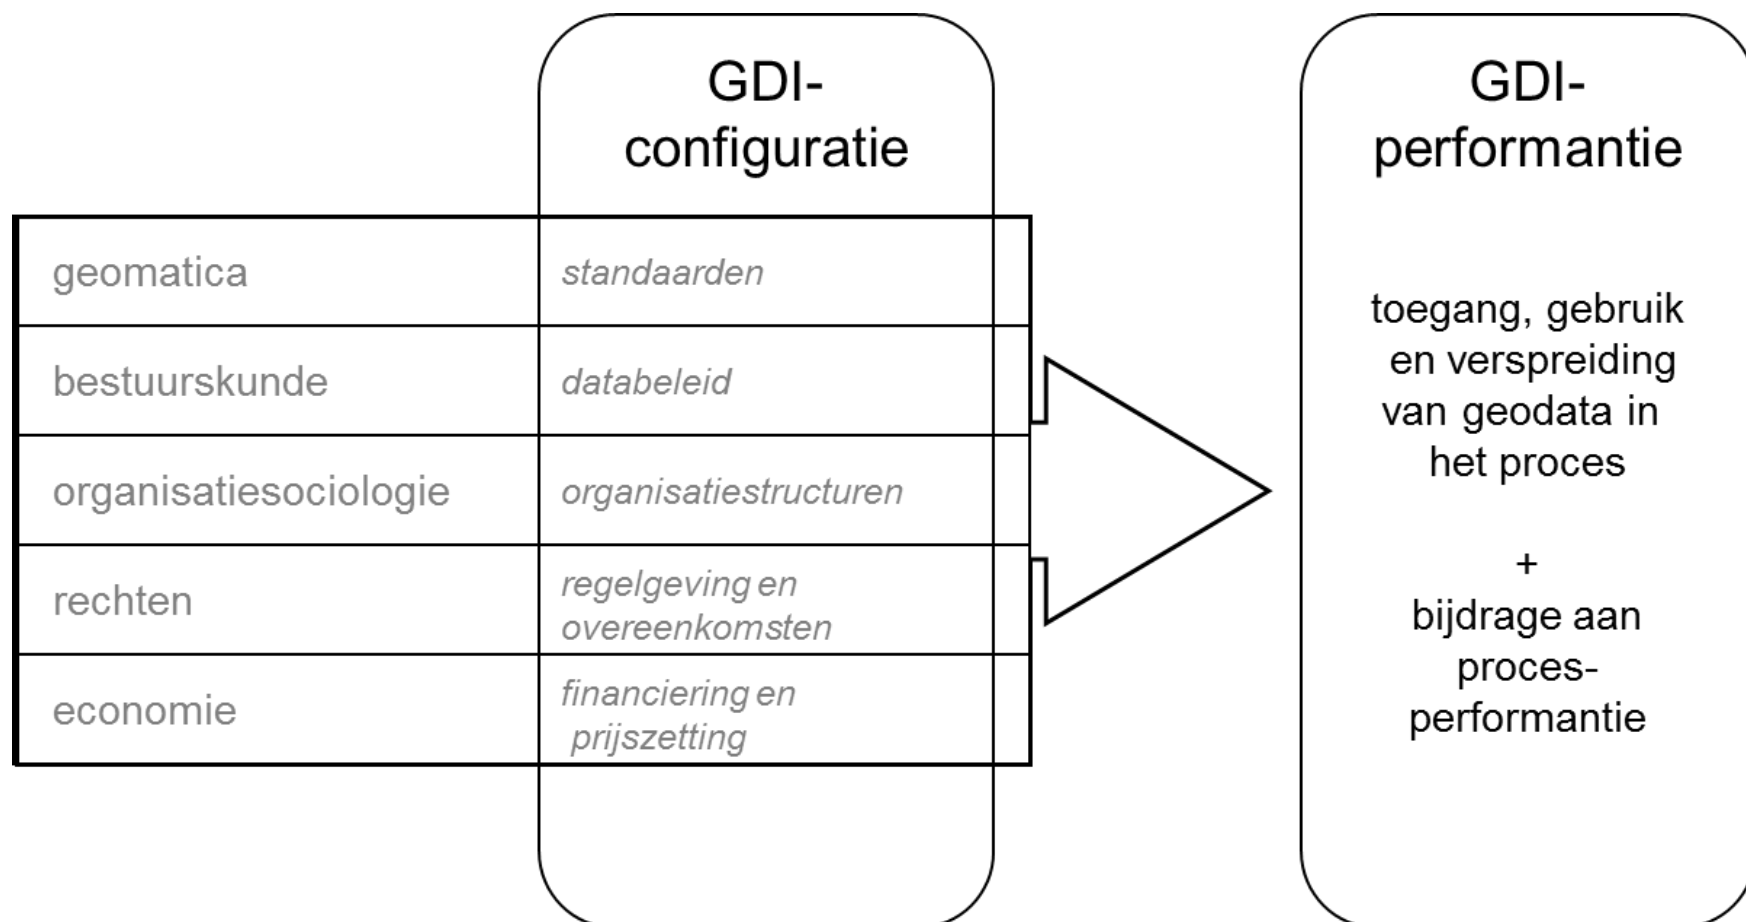 GDI-
configuratie
geomatica
standaarden
bestuurskunde
databeleid
organisatiesociologie
organisatiestructuren
rechten
regelgeving en
overeenkomsten
economie
financiering en
prijszetting
GDI-
performantie
toegang, gebruik
en verspreiding
van geodata in
het proces
+
bijdrage aan
proces-
performantie